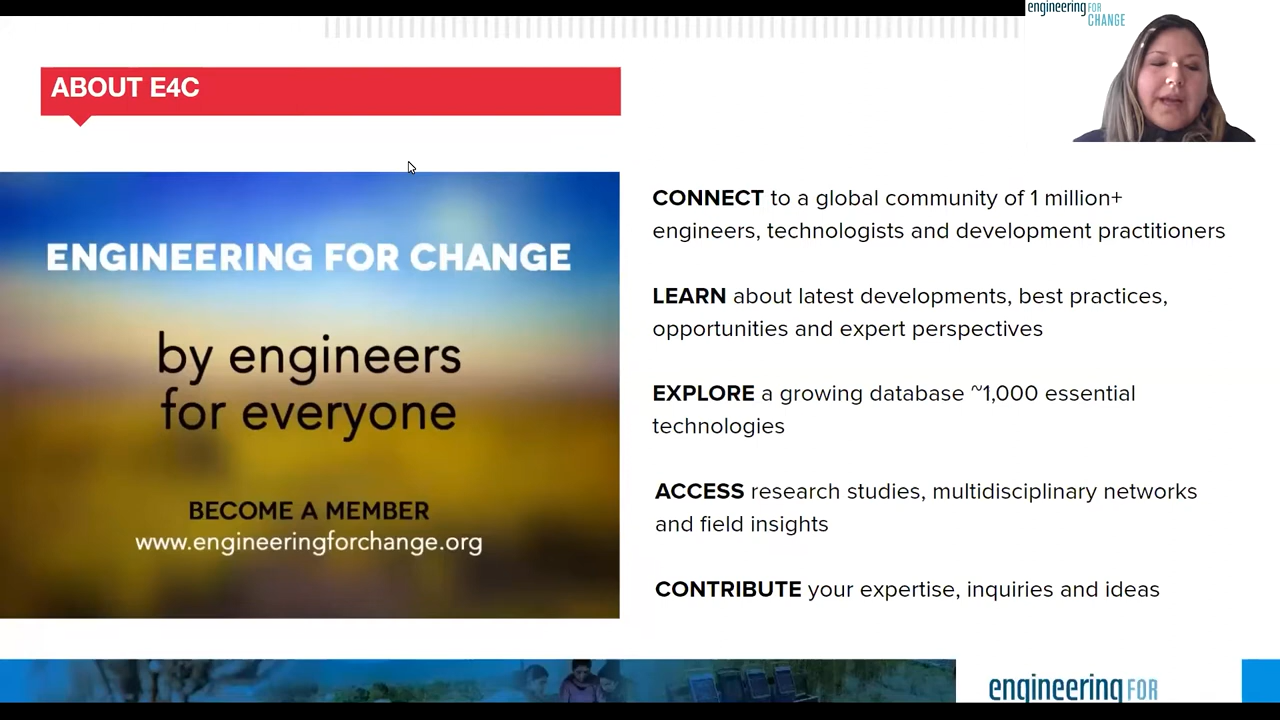 engineering FOR
CHANGE
ABOUT E4C
ENGINEERING FOR CHANGE
by engineers
for everyone
BECOME A MEMBER
www.engineeringforchange.org
CONNECT to a global community of 1 million+
engineers, technologists and development practitioners
LEARN about latest developments, best practices,
opportunities and expert perspectives
EXPLORE a growing database ~1,000 essential
technologies
ACCESS research studies, multidisciplinary networks
and field insights
CONTRIBUTE your expertise, inquiries and ideas
engineering FOR